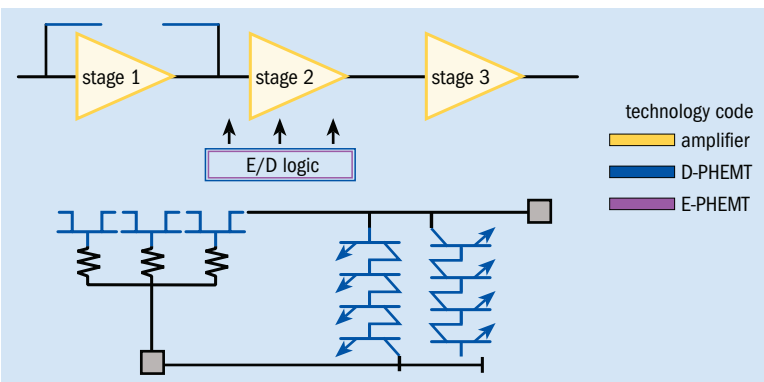 stage 1
stage 2
stage 3
technology code
amplifier
D-PHEMT
E-PHEMT
E/D logic